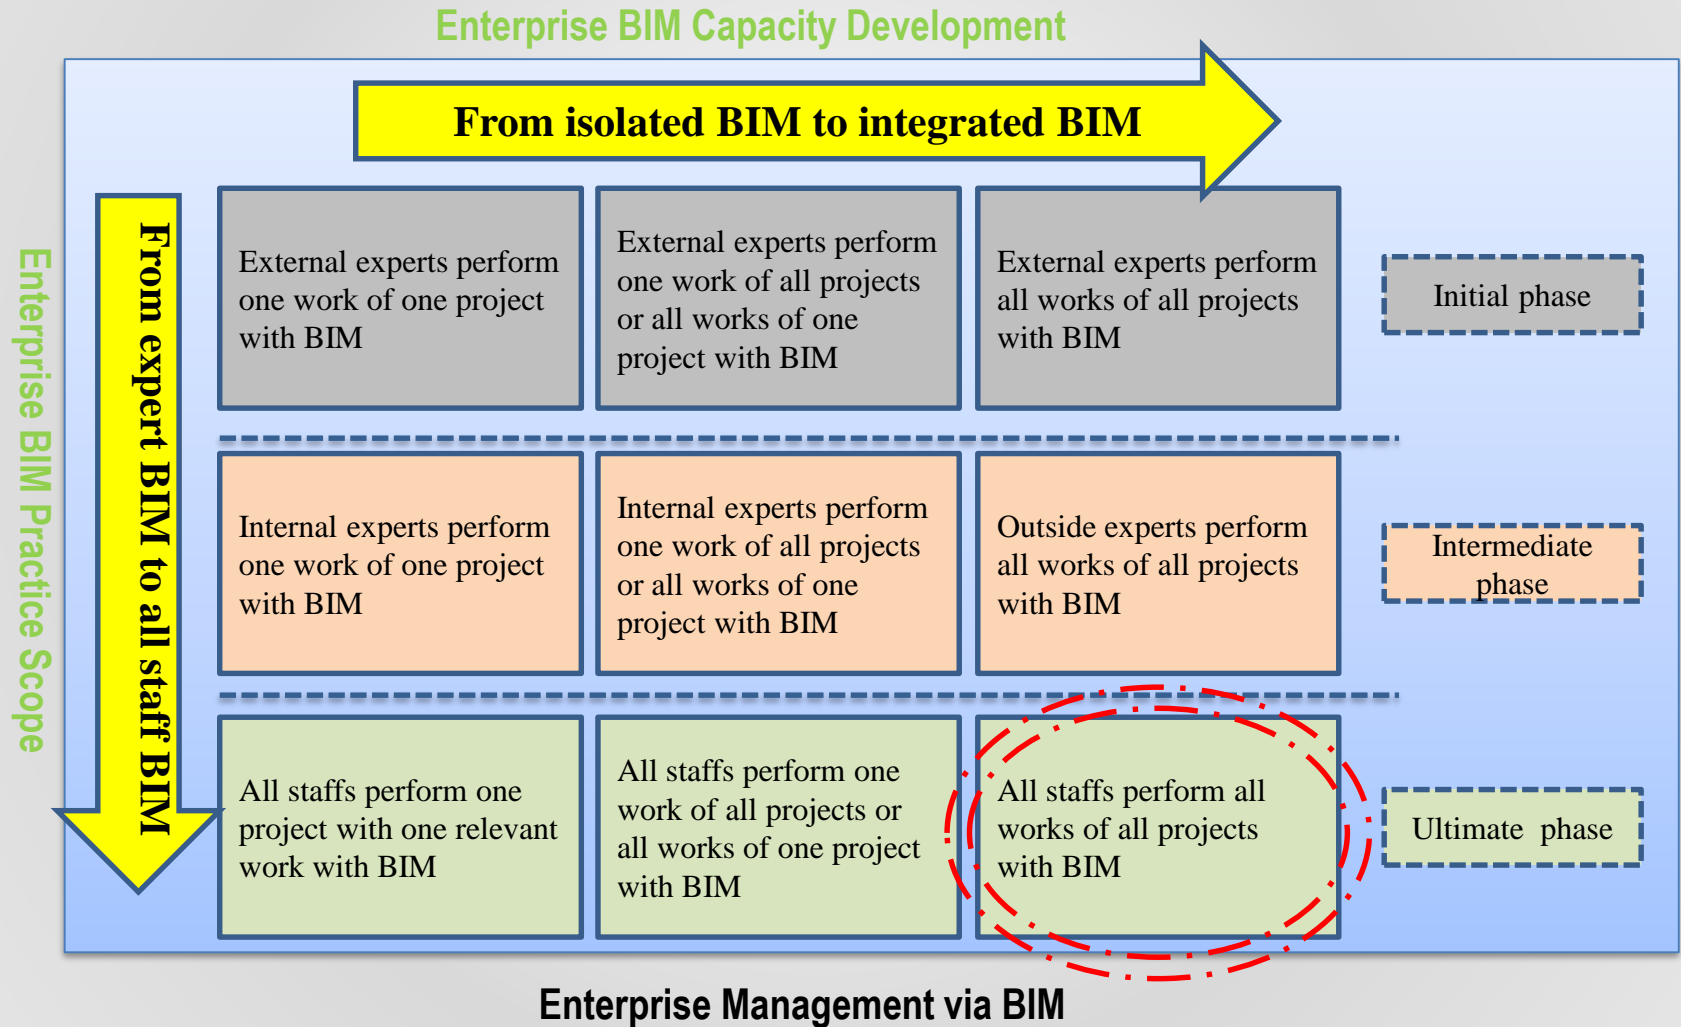 Enterprise BIM Capacity Development
From isolated BIM to integrated BIM
Enterprise BIM Practice Scope
From expert BIM to all staff BIM
External experts perform
one work of one project
with BIM
External experts perform
one work of all projects
or all works of one
project with BIM
External experts perform
all works of all projects
with BIM
Initial phase
Internal experts perform
one work of one project
with BIM
Internal experts perform
one work of all projects
or all works of one
project with BIM
Outside experts perform
all works of all projects
with BIM
Intermediate
phase
All staffs perform one
project with one relevant
work with BIM
All staffs perform one
work of all projects or
all works of one project
with BIM
All staffs perform all
works of all projects
with BIM
Ultimate phase
Enterprise Management via BIM